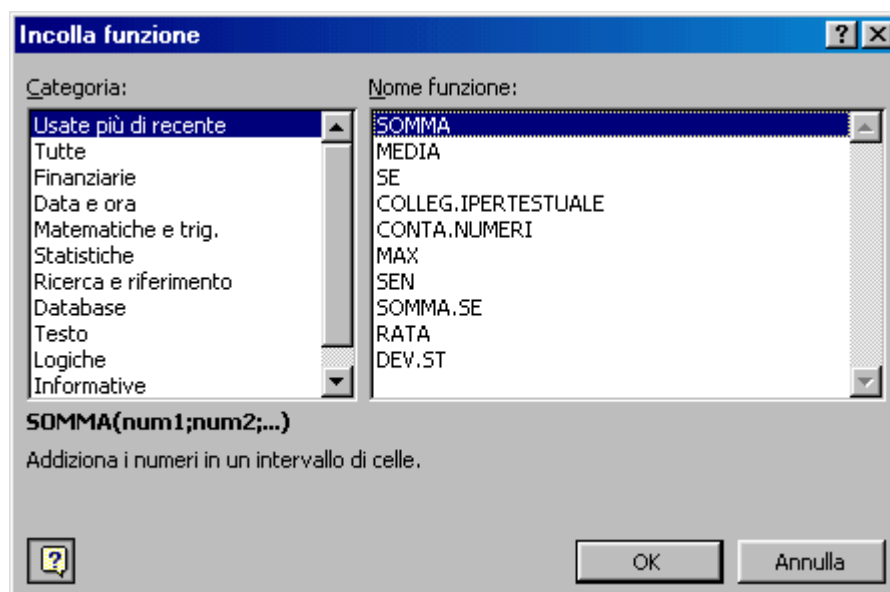 Incolla funzione
Categoria:
Usate più di recente
Tutte
Finanziarie
Data e ora
Matematiche e trig.
Statistiche
Ricerca e riferimento
Database
Testo
Logiche
Informative
Nome funzione:
SOMMA
MEDIA
SE
COLLEG.IPERTESTUALE
CONTA.NUMERI
MAX
SEN
SOMMA.SE
RATA
DEV.ST
SOMMA(num1;num2;...)
Addiziona i numeri in un intervallo di celle.
OK
Annulla